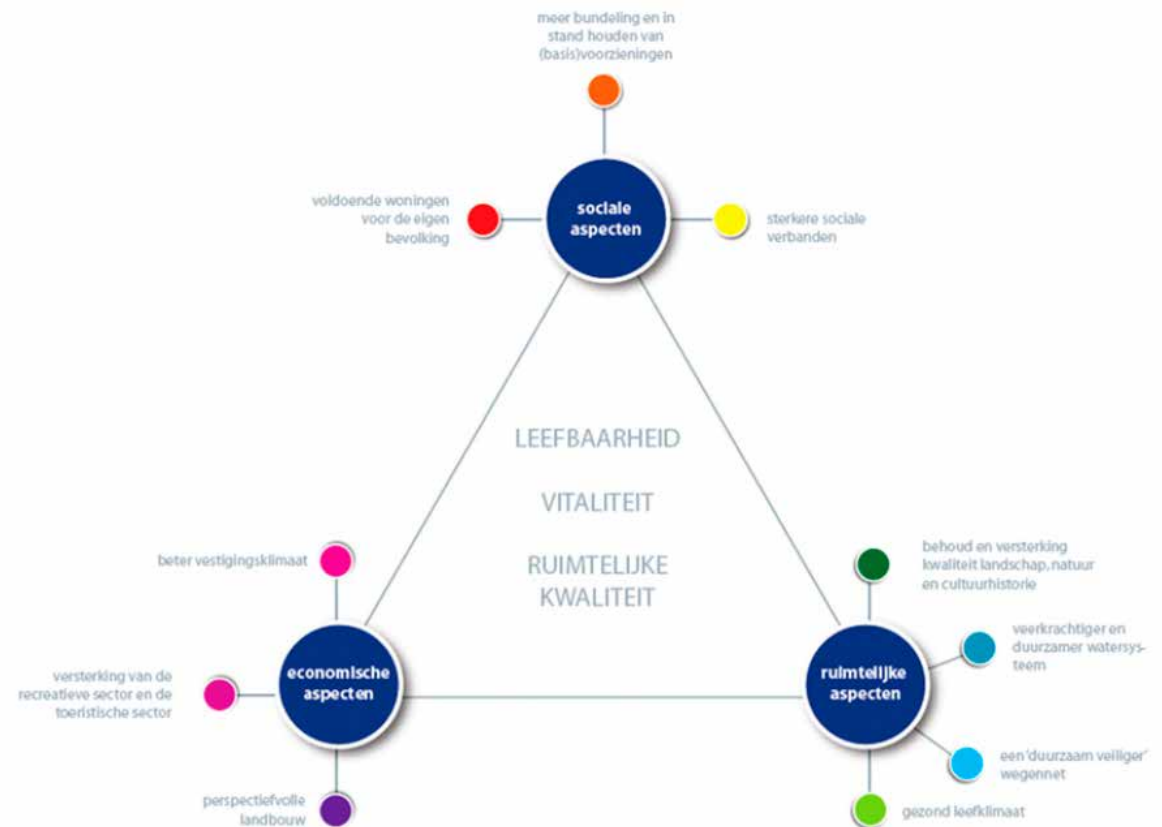 meer bundeling en in
stand houden van
(basis)voorzieningen
voldoende woningen
voor de eigen
bevolking
sociale
aspecten
sterkere sociale
verbanden
LEEFBAARHEID
VITALITEIT
RUIMTELIJKE
KWALITEIT
beter vestigingsklimaat
economische
aspecten
versterking van de
recreatieve sector en de
toeristische sector
perspectiefvolle
landbouw
behoud en versterking
kwaliteit landschap, natuur
en cultuurhistorie
ruimtelijke
aspecten
veerkrachtiger en
duurzamer watersys-
teem
een 'duurzaam veiliger'
wegennet
gezond leefklimaat